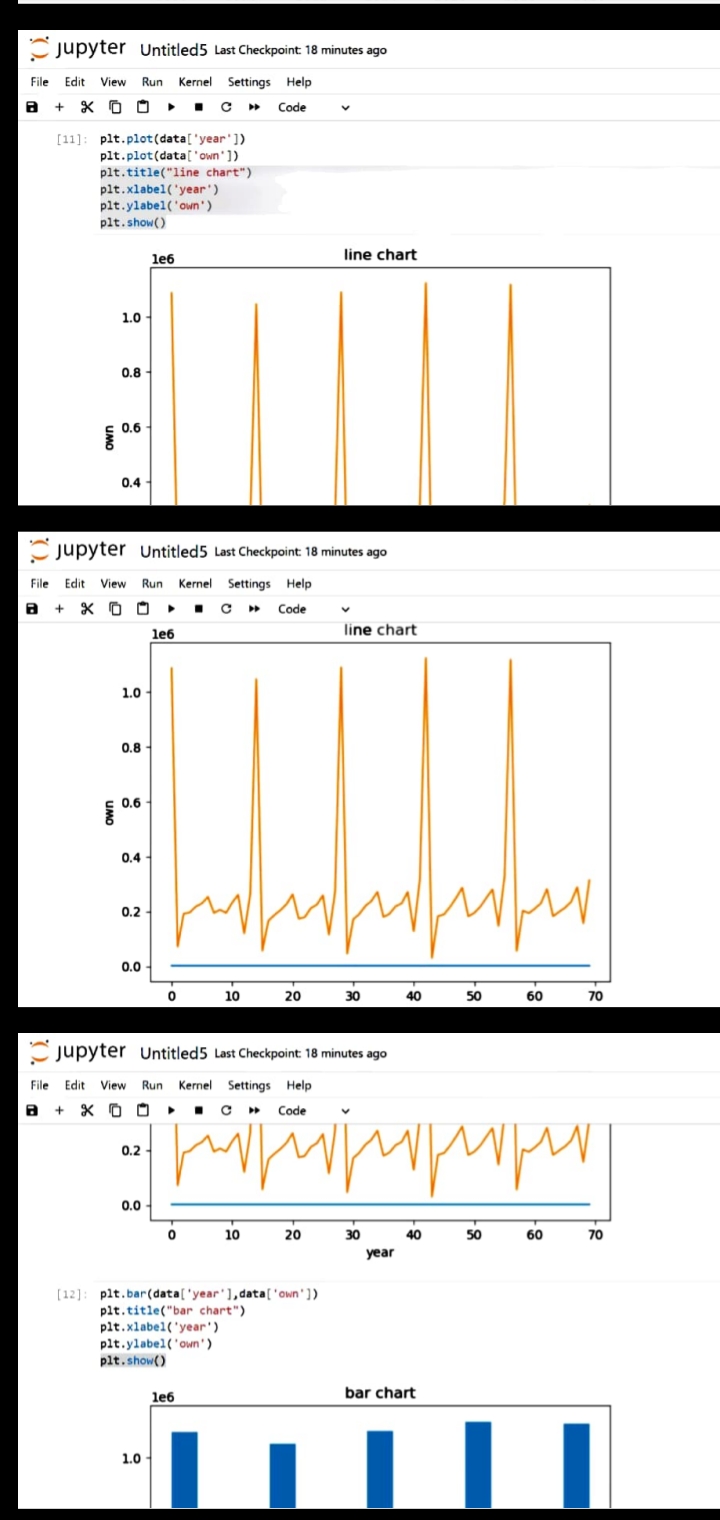 jupyter Untitled5 Last Checkpoint: 18 minutes ago
File Edit View Run Kernel Settings Help
Code
[11]: plt.plot(data['year'])
plt.plot(data['own'])
plt.title("line chart")
plt.xlabel('year')
plt.ylabel('own')
plt.show()
1e6 line chart
1.0
0.8
own
0.6
0.4
jupyter Untitled5 Last Checkpoint: 18 minutes ago
File Edit View Run Kernel Settings Help
Code
1e6 line chart
1.0
0.8
own
0.6
0.4
0.2
0.0
0 10 20 30 40 50 60 70
jupyter Untitled5 Last Checkpoint: 18 minutes ago
File Edit View Run Kernel Settings Help
Code
0.2
0.0
0 10 20 30 40 50 60 70
year
[12]: plt.bar(data['year'],data['own'])
plt.title("bar chart")
plt.xlabel('year')
plt.ylabel('own')
plt.show()
1e6 bar chart
1.0